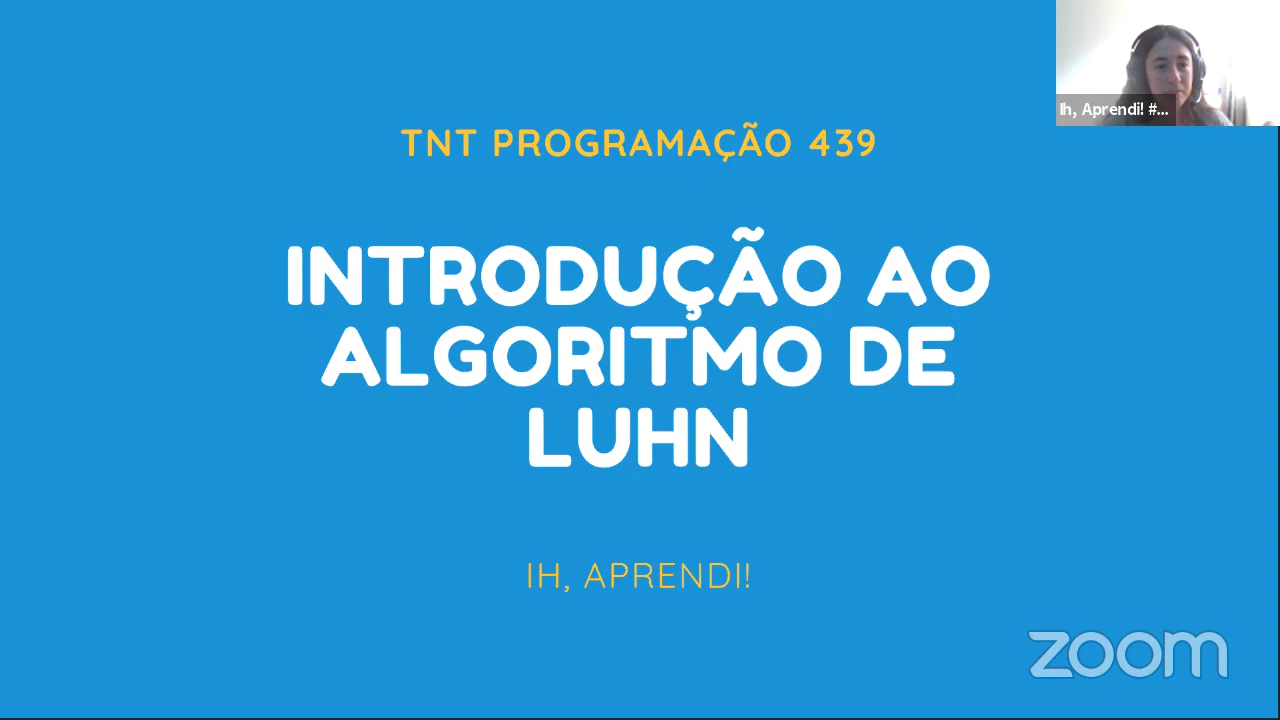 Ih, Aprendi! #...
TNT PROGRAMAÇÃO 439
INTRODUÇÃO AO
ALGORITMO DE
LUHN
IH, APRENDI!
zoom